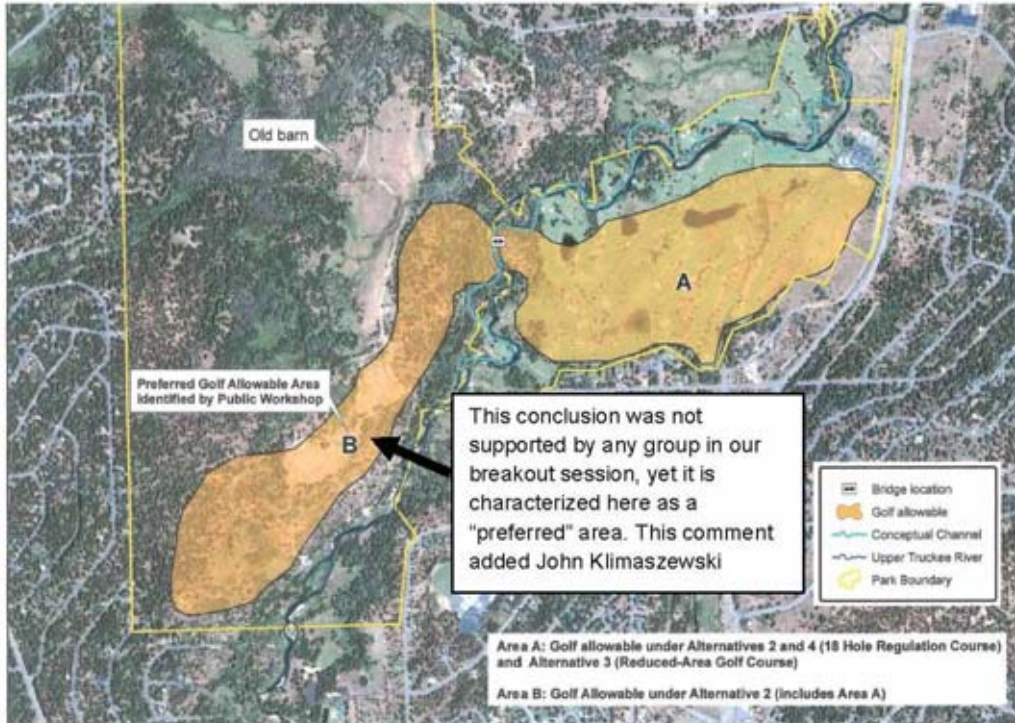 Old barn
A
Preferred Golf Allowable Area
Identified by Public Workshop
B
This conclusion was not
supported by any group in our
breakout session, yet it is
characterized here as a
"preferred" area. This comment
added John Klimaszewski
Bridge location
Golf allowable
Conceptual Channel
Upper Truckee River
Park Boundary
Area A: Golf allowable under Alternatives 2 and 4 (18 Hole Regulation Course)
and Alternative 3 (Reduced-Area Golf Course)
Area B: Golf Allowable under Alternative 2 (includes Area A)